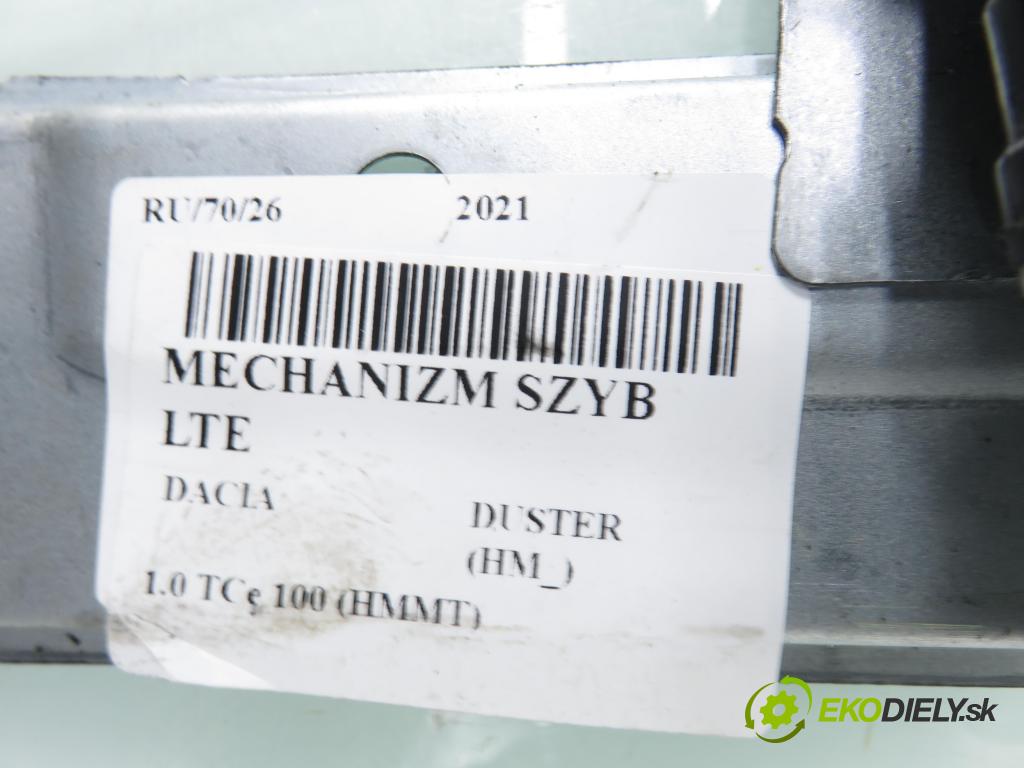 RU/70/26 2021
MECHANIZM SZYB
LTE
DACIA
DUSTER
(HM_)
1.0 TCe 100 (HMMT)
EKODIELY.sk